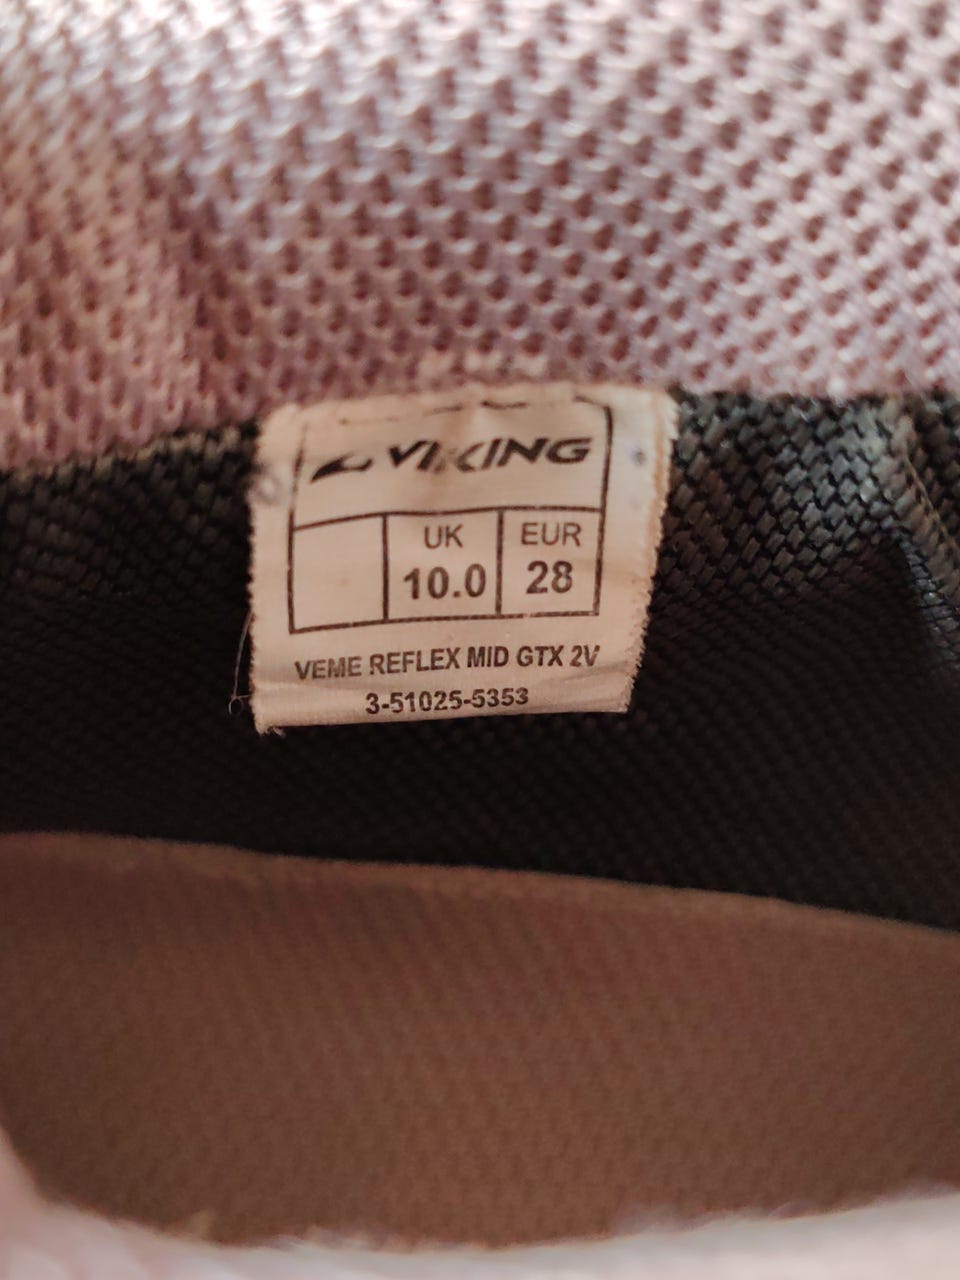 VIKING
UK EUR
10.0 28
VEME REFLEX MID GTX 2V
3-51025-5353